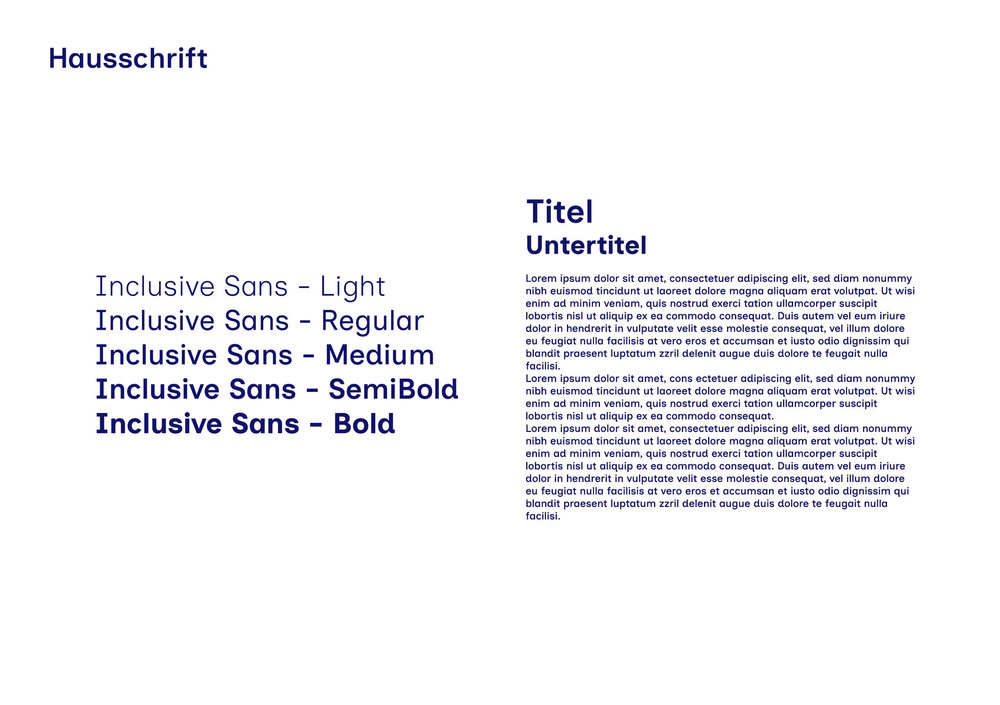 Hausschrift
Inclusive Sans – Light
Inclusive Sans – Regular
Inclusive Sans – Medium
Inclusive Sans – SemiBold
Inclusive Sans – Bold
Titel
Untertitel
Lorem ipsum dolor sit amet, consectetuer adipiscing elit, sed diam nonummy
nibh euismod tincidunt ut laoreet dolore magna aliquam erat volutpat. Ut wisi
enim ad minim veniam, quis nostrud exerci tation ullamcorper suscipit
lobortis nisl ut aliquip ex ea commodo consequat. Duis autem vel eum iriure
dolor in hendrerit in vulputate velit esse molestie consequat, vel illum dolore
eu feugiat nulla facilisis at vero eros et accumsan et iusto odio dignissim qui
blandit praesent luptatum zzril delenit augue duis dolore te feugait nulla
facilisi.
Lorem ipsum dolor sit amet, cons ectetuer adipiscing elit, sed diam nonummy
nibh euismod tincidunt ut laoreet dolore magna aliquam erat volutpat. Ut wisi
enim ad minim veniam, quis nostrud exerci tation ullamcorper suscipit
lobortis nisl ut aliquip ex ea commodo consequat.
Lorem ipsum dolor sit amet, consectetuer adipiscing elit, sed diam nonummy
nibh euismod tincidunt ut laoreet dolore magna aliquam erat volutpat. Ut wisi
enim ad minim veniam, quis nostrud exerci tation ullamcorper suscipit
lobortis nisl ut aliquip ex ea commodo consequat. Duis autem vel eum iriure
dolor in hendrerit in vulputate velit esse molestie consequat, vel illum dolore
eu feugiat nulla facilisis at vero eros et accumsan et iusto odio dignissim qui
blandit praesent luptatum zzril delenit augue duis dolore te feugait nulla
facilisi.